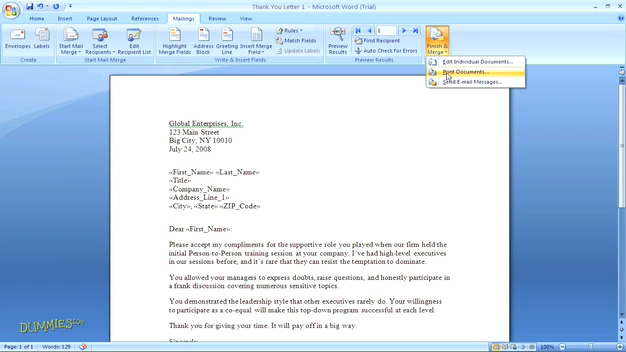 Thank You Letter 1 - Microsoft Word (Trial)
Home Insert Page Layout References Mailings Review View
Envelopes Labels Start Mail Merge Select Recipients Edit Recipient List Highlight Merge Fields Address Block Greeting Line Insert Merge Field Rules Match Fields Update Labels Preview Results 1 Find Recipient Auto Check for Errors Finish & Merge
Create Start Mail Merge Write & Insert Fields Preview Results
Edit Individual Documents...
Print Documents...
Send E-mail Messages...
Global Enterprises, Inc.
123 Main Street
Big City, NY 10010
July 24, 2008
«First_Name» «Last_Name»
«Title»
«Company_Name»
«Address_Line_1»
«City», «State» «ZIP_Code»
Dear «First_Name»:
Please accept my compliments for the supportive role you played when our firm held the
initial Person-to-Person training session at your company. I've had high-level executives
in our sessions before, and it's rare that they can resist the temptation to dominate.
You allowed your managers to express doubts, raise questions, and honestly participate in
a frank discussion covering numerous sensitive topics.
You demonstrated the leadership style that other executives rarely do. Your willingness
to participate as a co-equal will make this top-down program successful at each level.
Thank you for giving your time. It will pay off in a big way.
Sincerely,
DUMMIES.COM
Page: 1 of 1 Words: 129 100%